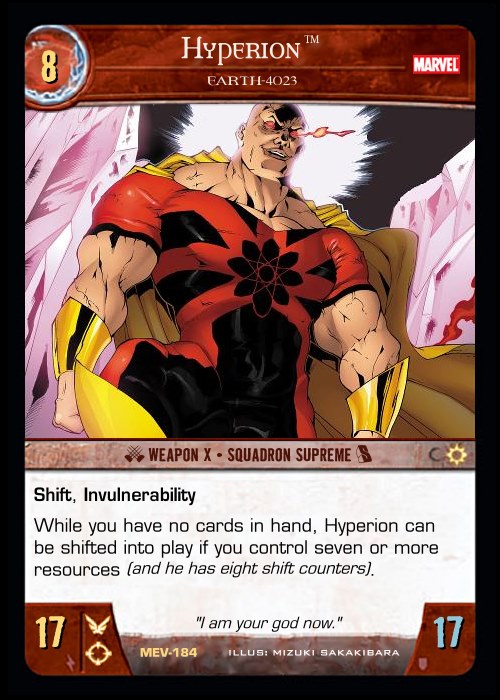 8
HYPERION™
EARTH-4023
MARVEL
WEAPON X • SQUADRON SUPREME
C
Shift, Invulnerability
While you have no cards in hand, Hyperion can
be shifted into play if you control seven or more
resources (and he has eight shift counters).
"I am your god now."
17
17
MEV-184 ILLUS: MIZUKI SAKAKIBARA